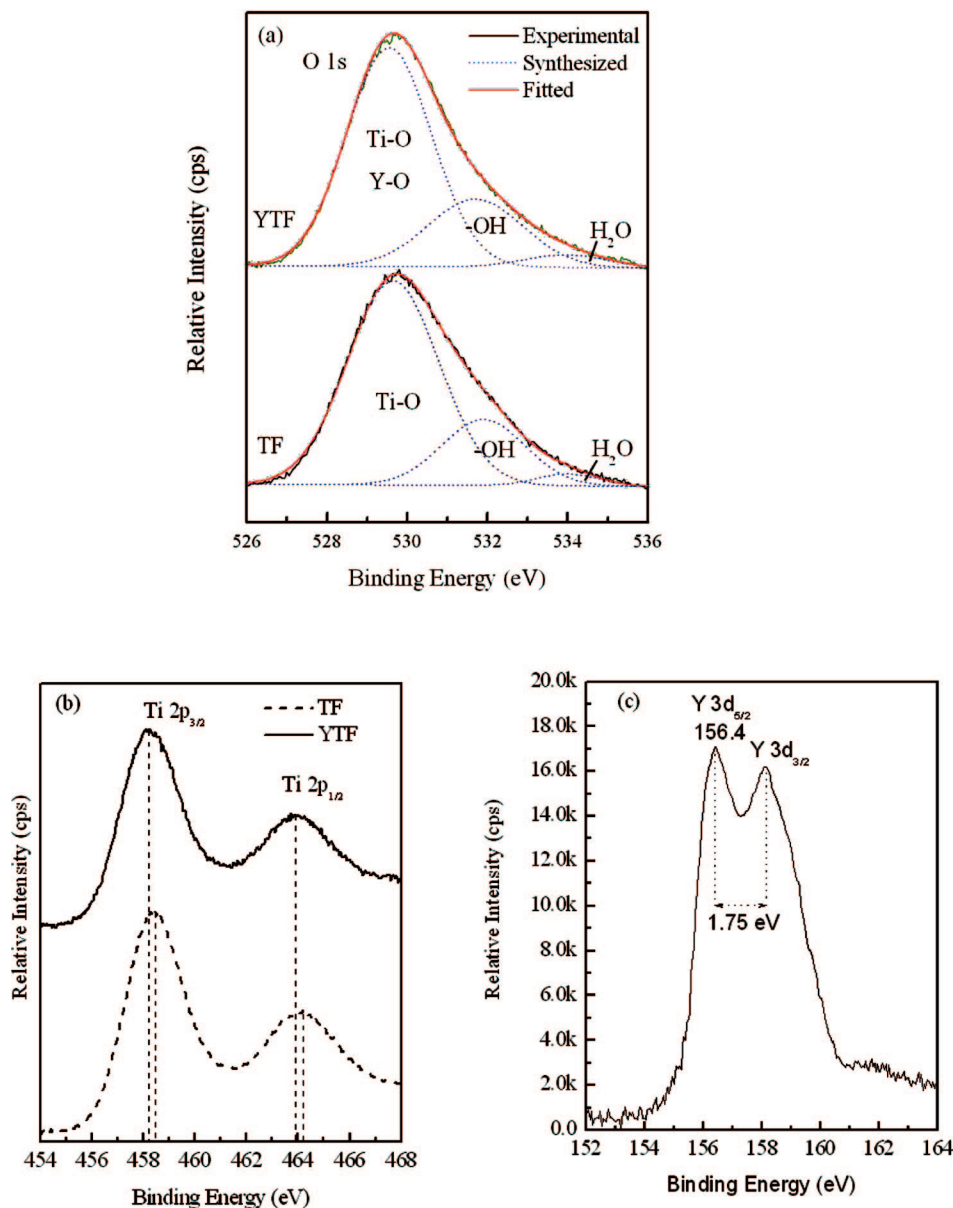 (a)
O 1s
Experimental
Synthesized
Fitted
Ti-O
Y-O
YTF
-OH
H₂O
Ti-O
TF
-OH
H₂O
Relative Intensity (cps)
526 528 530 532 534 536
Binding Energy (eV)
(b)
Ti 2p₃/₂
TF
YTF
Ti 2p₁/₂
Relative Intensity (cps)
454 456 458 460 462 464 466 468
Binding Energy (eV)
(c)
Y 3d₅/₂
156.4
Y 3d₃/₂
1.75 eV
20.0k
18.0k
16.0k
14.0k
12.0k
10.0k
8.0k
6.0k
4.0k
2.0k
0.0
Relative Intensity (cps)
152 154 156 158 160 162 164
Binding Energy (eV)